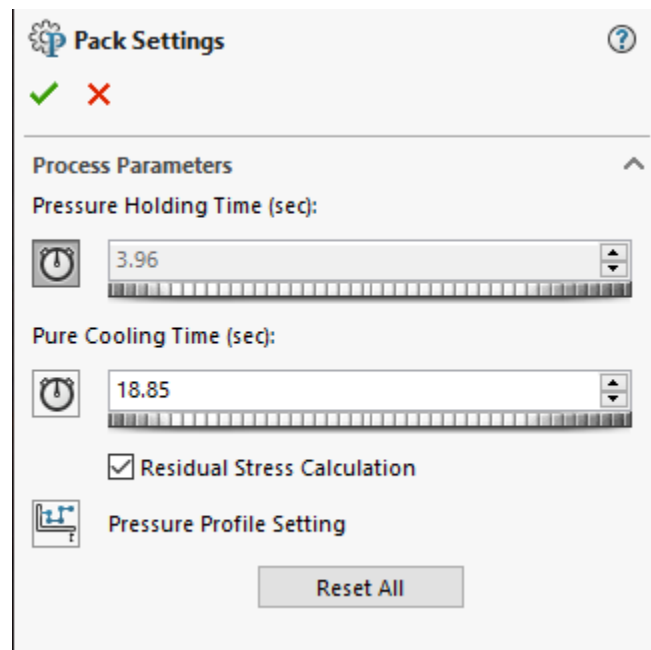 Pack Settings
Process Parameters
Pressure Holding Time (sec):
3.96
Pure Cooling Time (sec):
18.85
Residual Stress Calculation
Pressure Profile Setting
Reset All